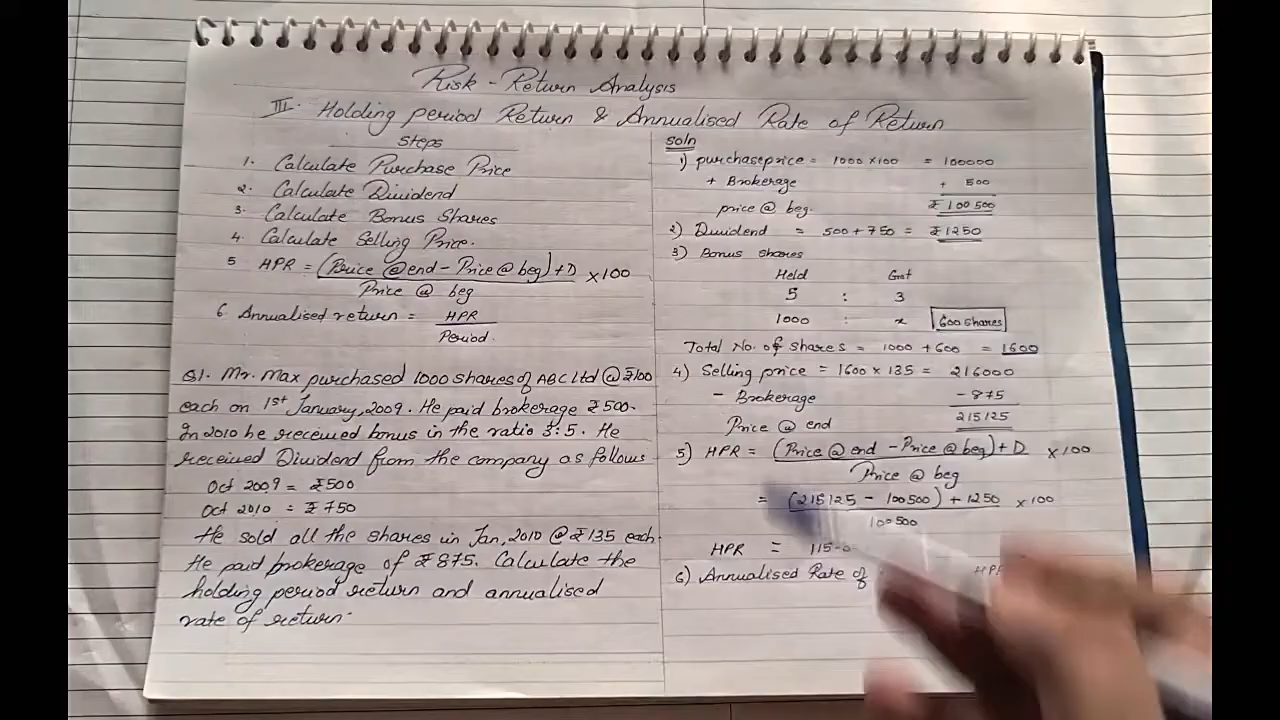 Risk - Return Analysis
III. Holding period Return & Annualised Rate of Return
Steps
1. Calculate Purchase Price
2. Calculate Dividend
3. Calculate Bonus Shares
4. Calculate Selling Price.
5 HPR = (Price @ end - Price @ beg) + D × 100
Price @ beg
6 Annualised return = HPR
Period.
Q1. Mr. Max purchased 1000 shares of ABC Ltd @ ₹100
each on 1st January, 2009. He paid brokerage ₹500.
In 2010 he received bonus in the ratio 3:5. He
received Dividend from the company as follows
Oct 2009 = ₹500
Oct 2010 = ₹750
He sold all the shares in Jan, 2010 @ ₹135 each.
He paid brokerage of ₹875. Calculate the
holding period return and annualised
rate of return.
Soln
1) purchase price = 1000 × 100 = 100000
+ Brokerage + 500
price @ beg. ₹ 100500
2) Dividend = 500 + 750 = ₹1250
3) Bonus shares
Held Got
5 : 3
1000 : x 600 shares
Total No. of shares = 1000 + 600 = 1600
4) Selling price = 1600 × 135 = 216000
- Brokerage - 875
Price @ end 215125
5) HPR = (Price @ end - Price @ beg) + D × 100
Price @ beg
= (215125 - 100500) + 1250 × 100
100500
HPR =
6) Annualised Rate of